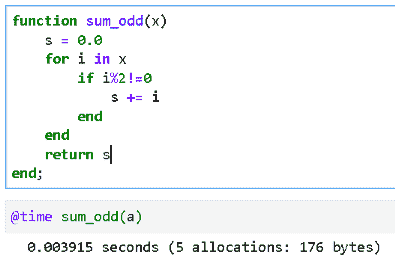 function sum_odd(x)
    s = 0.0
    for i in x
        if i%2!=0
            s += i
        end
    end
    return s
end;
@time sum_odd(a)
0.003915 seconds (5 allocations: 176 bytes)